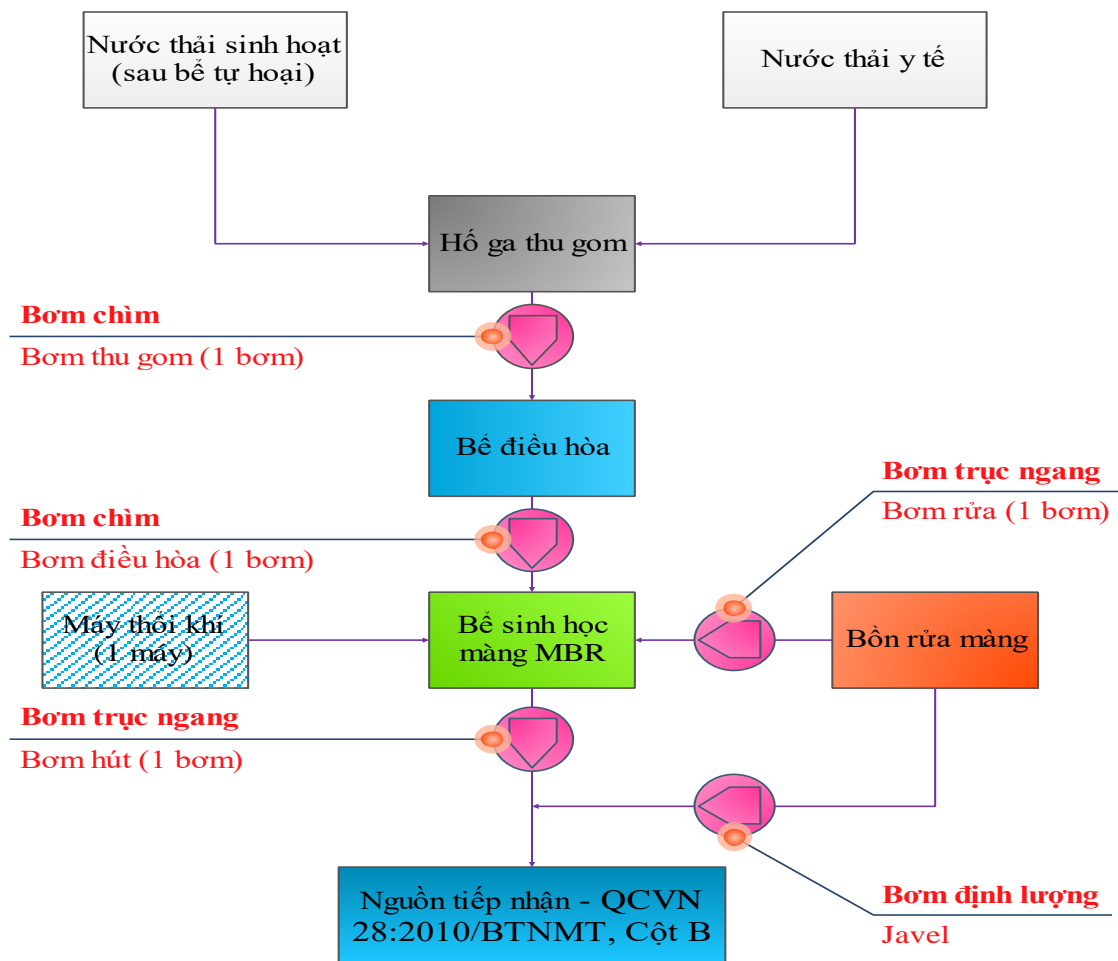 Nước thải sinh hoạt
(sau bể tự hoại)
Nước thải y tế
Hố ga thu gom
Bơm chìm
Bơm thu gom (1 bơm)
Bể điều hòa
Bơm trục ngang
Bơm rửa (1 bơm)
Bơm chìm
Bơm điều hòa (1 bơm)
Máy thổi khí
(1 máy)
Bể sinh học
màng MBR
Bồn rửa màng
Bơm trục ngang
Bơm hút (1 bơm)
Nguồn tiếp nhận - QCVN
28:2010/BTNMT, Cột B
Bơm định lượng
Javel